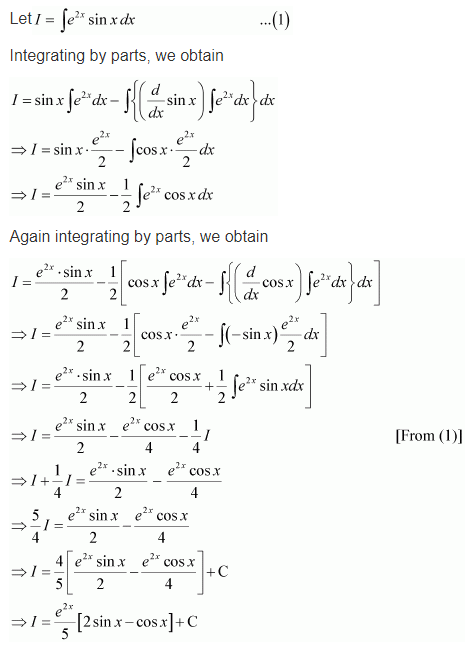 Let I = ∫e^{2x} sin x dx ...(1)
Integrating by parts, we obtain
I = sin x ∫e^{2x}dx − ∫{(d/dx sin x) ∫e^{2x}dx}dx
⇒ I = sin x · e^{2x}/2 − ∫cos x · e^{2x}/2 dx
⇒ I = e^{2x} sin x/2 − 1/2 ∫e^{2x} cos x dx
Again integrating by parts, we obtain
I = e^{2x} · sin x/2 − 1/2[cos x ∫e^{2x}dx − ∫{(d/dx cos x) ∫e^{2x}dx}dx]
⇒ I = e^{2x} sin x/2 − 1/2[cos x · e^{2x}/2 − ∫(−sin x) e^{2x}/2 dx]
⇒ I = e^{2x} · sin x/2 − 1/2[e^{2x} cos x/2 + 1/2 ∫e^{2x} sin xdx]
⇒ I = e^{2x} sin x/2 − e^{2x} cos x/4 − 1/4 I [From (1)]
⇒ I + 1/4 I = e^{2x} · sin x/2 − e^{2x} cos x/4
⇒ 5/4 I = e^{2x} sin x/2 − e^{2x} cos x/4
⇒ I = 4/5[e^{2x} sin x/2 − e^{2x} cos x/4] + C
⇒ I = e^{2x}/5 [2 sin x − cos x] + C